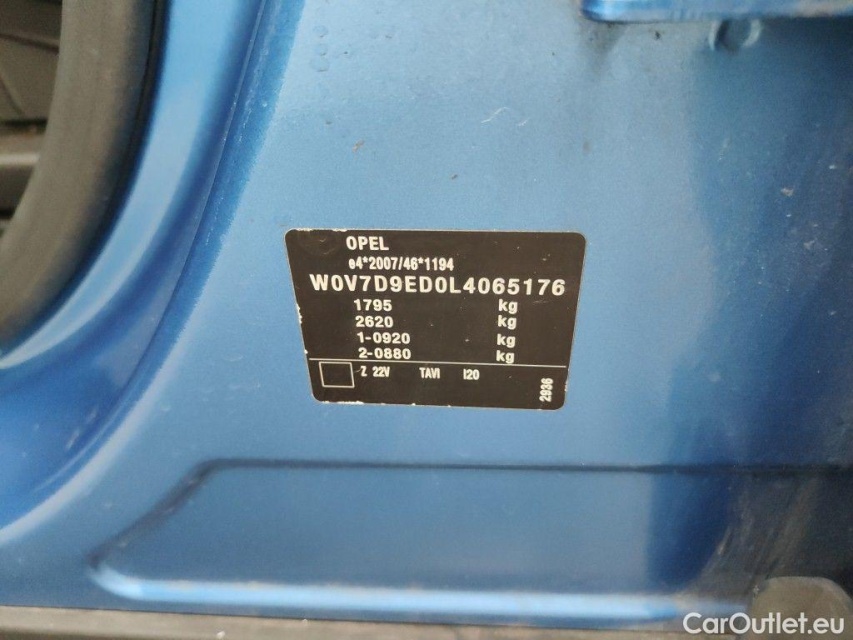 OPEL
e4*2007/46*1194
W0V7D9ED0L4065176
1795 kg
2620 kg
1-0920 kg
2-0880 kg
Z 22V TAVI I20
2936
CarOutlet.eu